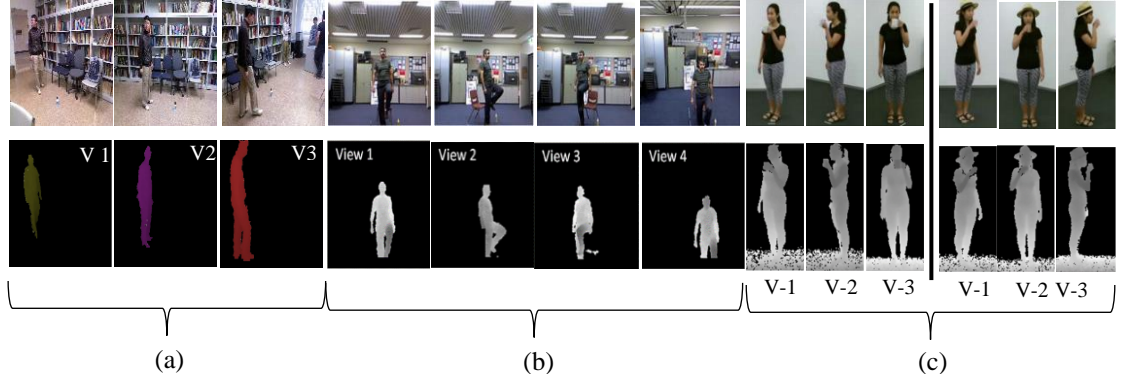 V 1 V2 V3 View 1 View 2 View 3 View 4
V-1 V-2 V-3 V-1 V-2 V-3
(a) (b) (c)